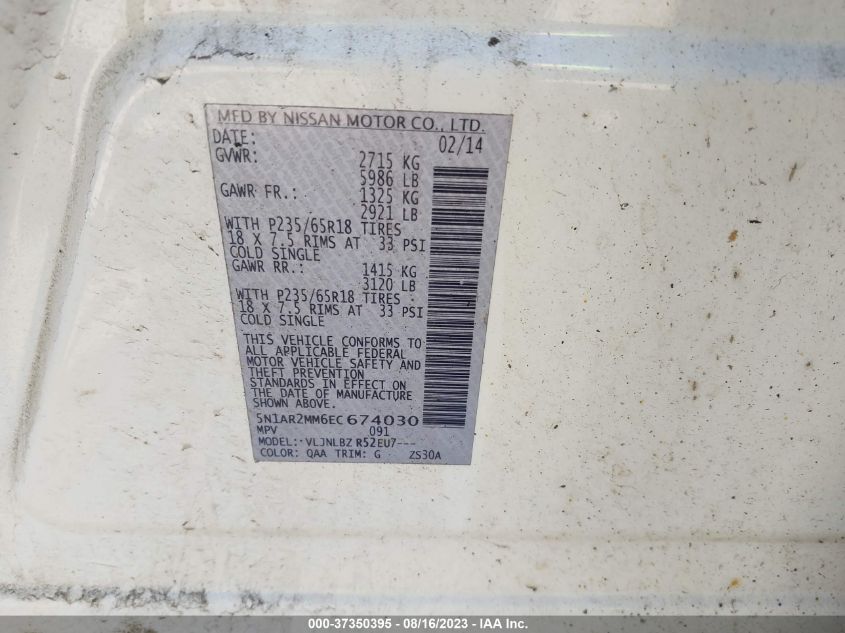 MFD BY NISSAN MOTOR CO., LTD.
DATE: 02/14
GVWR: 2715 KG
5986 LB
GAWR FR.: 1325 KG
2921 LB
WITH P235/65R18 TIRES
18 X 7.5 RIMS AT 33 PSI
COLD SINGLE
GAWR RR.: 1415 KG
3120 LB
WITH P235/65R18 TIRES
18 X 7.5 RIMS AT 33 PSI
COLD SINGLE
THIS VEHICLE CONFORMS TO
ALL APPLICABLE FEDERAL
MOTOR VEHICLE SAFETY AND
THEFT PREVENTION
STANDARDS IN EFFECT ON
THE DATE OF MANUFACTURE
SHOWN ABOVE.
5N1AR2MM6EC674030
MPV 091
MODEL: VLJNLBZ R52EU7---
COLOR: QAA TRIM: G ZS30A
000-37350395 - 08/16/2023 - IAA Inc.